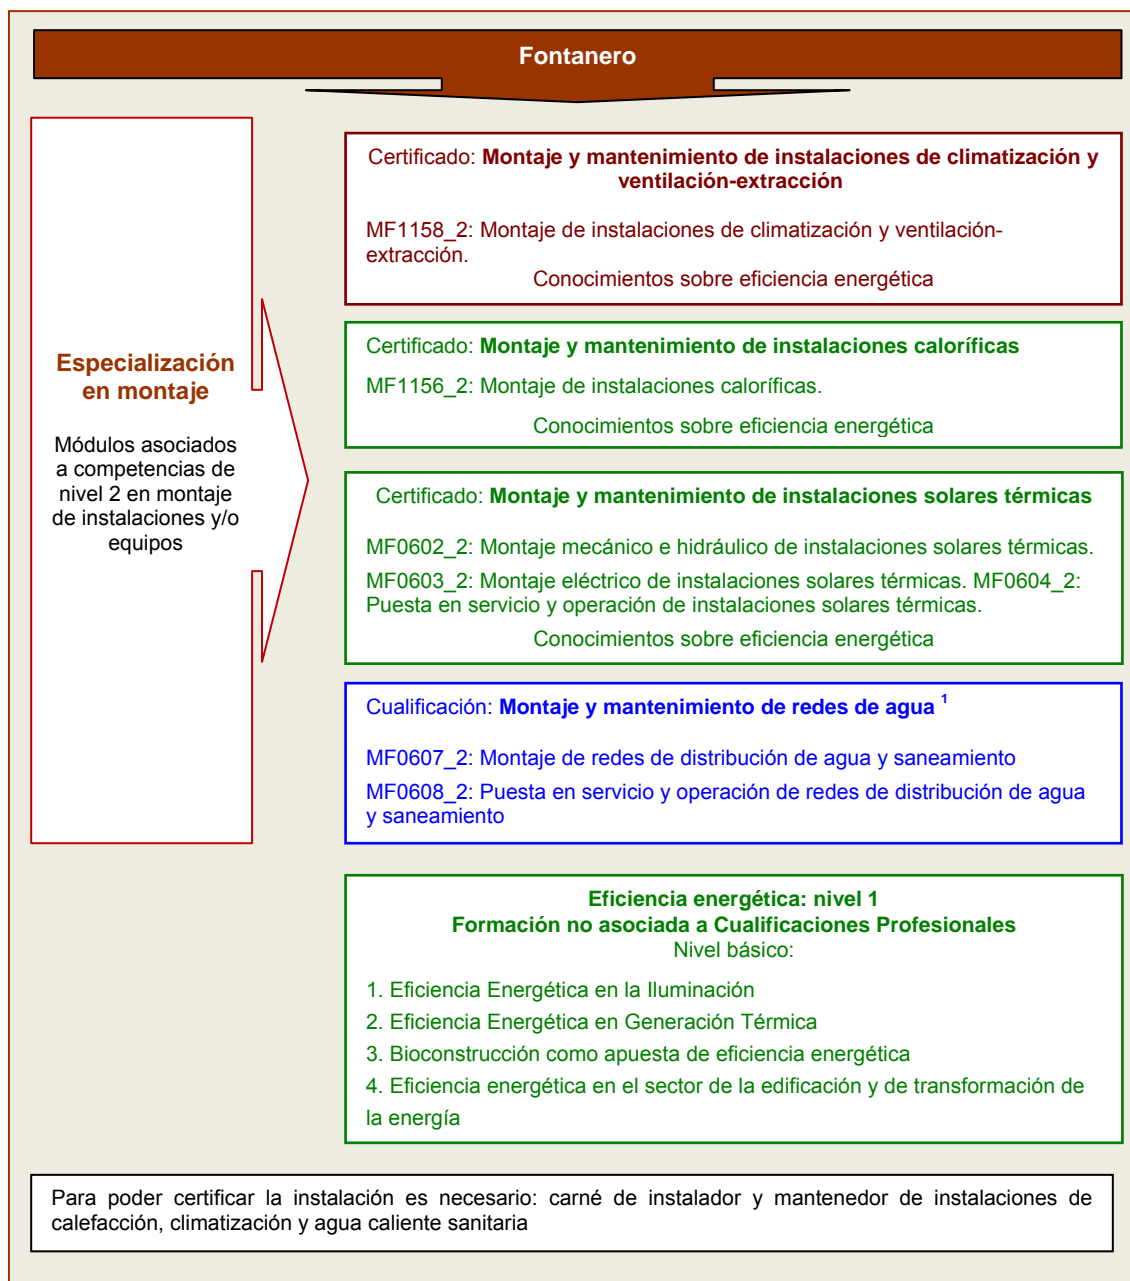 Fontanero
Especialización
en montaje
Módulos asociados
a competencias de
nivel 2 en montaje
de instalaciones y/o
equipos
Certificado: Montaje y mantenimiento de instalaciones de climatización y
ventilación-extracción
MF1158_2: Montaje de instalaciones de climatización y ventilación-
extracción.
Conocimientos sobre eficiencia energética
Certificado: Montaje y mantenimiento de instalaciones caloríficas
MF1156_2: Montaje de instalaciones caloríficas.
Conocimientos sobre eficiencia energética
Certificado: Montaje y mantenimiento de instalaciones solares térmicas
MF0602_2: Montaje mecánico e hidráulico de instalaciones solares térmicas.
MF0603_2: Montaje eléctrico de instalaciones solares térmicas. MF0604_2:
Puesta en servicio y operación de instalaciones solares térmicas.
Conocimientos sobre eficiencia energética
Cualificación: Montaje y mantenimiento de redes de agua 1
MF0607_2: Montaje de redes de distribución de agua y saneamiento
MF0608_2: Puesta en servicio y operación de redes de distribución de agua
y saneamiento
Eficiencia energética: nivel 1
Formación no asociada a Cualificaciones Profesionales
Nivel básico:
1. Eficiencia Energética en la Iluminación
2. Eficiencia Energética en Generación Térmica
3. Bioconstrucción como apuesta de eficiencia energética
4. Eficiencia energética en el sector de la edificación y de transformación de
la energía
Para poder certificar la instalación es necesario: carné de instalador y mantenedor de instalaciones de
calefacción, climatización y agua caliente sanitaria